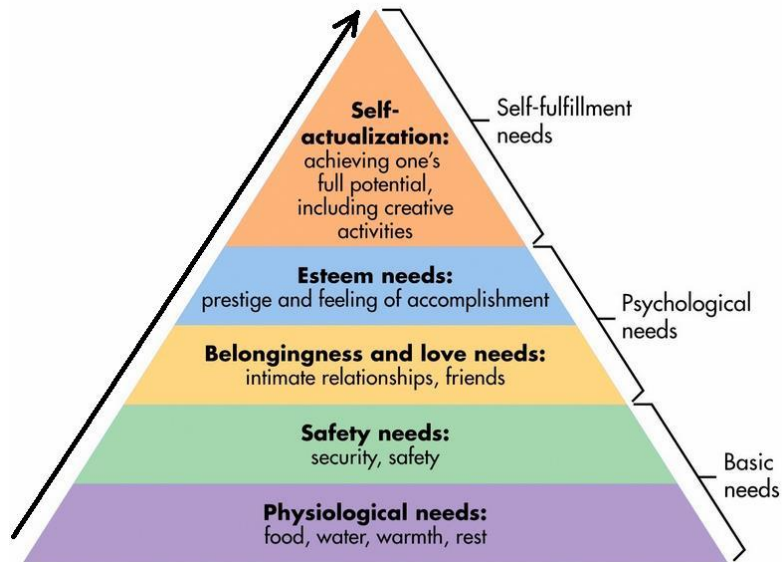 Self-
actualization:
achieving one's
full potential,
including creative
activities
Self-fulfillment
needs
Esteem needs:
prestige and feeling of accomplishment
Psychological
needs
Belongingness and love needs:
intimate relationships, friends
Safety needs:
security, safety
Basic
needs
Physiological needs:
food, water, warmth, rest